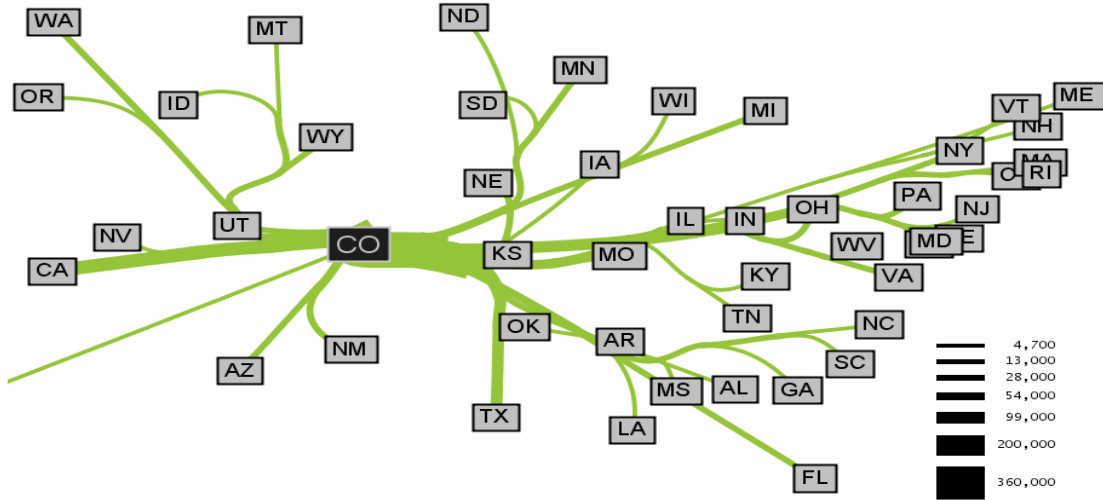 WA
MT
ND
OR
ID
WY
SD
MN
WI
MI
VT
ME
NH
NY
MA
RI
IA
NE
PA
NJ
UT
NV
CA
CO
KS
MO
IL
IN
OH
WV
MD
VA
KY
TN
OK
AR
NC
SC
AZ
NM
TX
MS
AL
GA
LA
FL
4,700
13,000
28,000
54,000
99,000
200,000
360,000